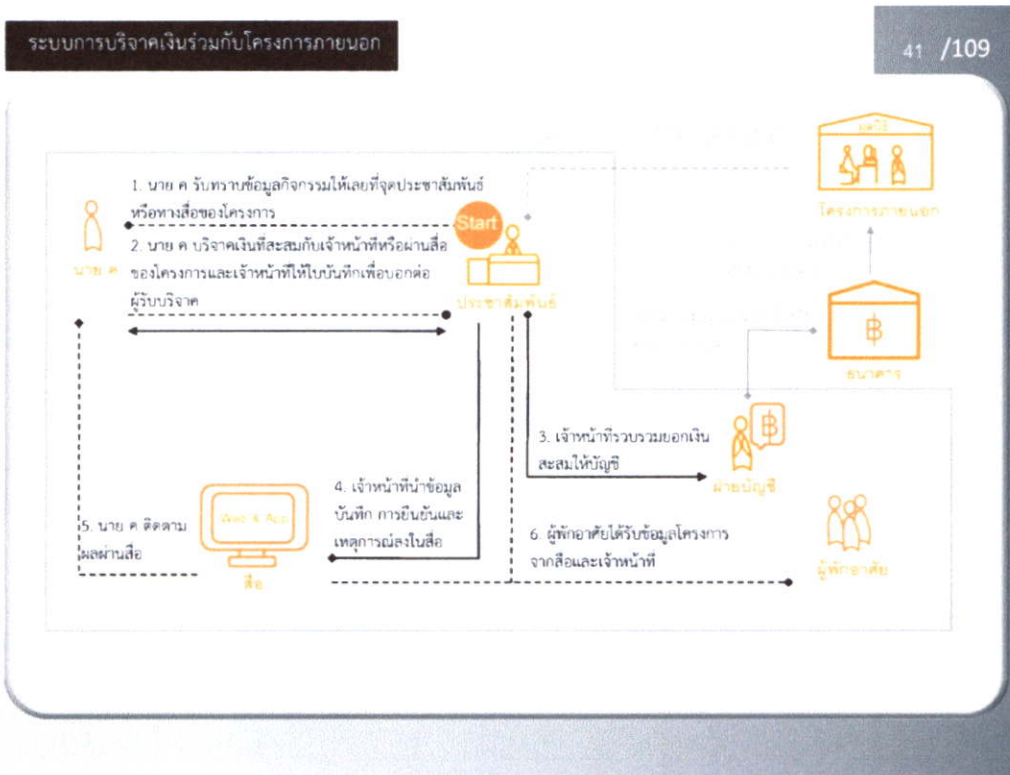 ระบบการบริจาคเงินร่วมกับโครงการภายนอก
41 /109
มูลนิธิ
โครงการภายนอก
1. นาย ค รับทราบข้อมูลกิจกรรมให้เลยที่จุดประชาสัมพันธ์
หรือทางสื่อของโครงการ
Start
นาย ค
2. นาย ค บริจาคเงินที่สะสมกับเจ้าหน้าที่หรือผ่านสื่อ
ของโครงการและเจ้าหน้าที่ให้ใบบันทึกเพื่อบอกต่อ
ผู้รับบริจาค
ประชาสัมพันธ์
฿
ธนาคาร
3. เจ้าหน้าที่รวบรวมยอกเงิน
สะสมให้บัญชี
฿
ฝ่ายบัญชี
4. เจ้าหน้าที่นำข้อมูล
บันทึก การยืนยันและ
เหตุการณ์ลงในสื่อ
Web & App
สื่อ
5. นาย ค ติดตาม
ผลผ่านสื่อ
6. ผู้พักอาศัยได้รับข้อมูลโครงการ
จากสื่อและเจ้าหน้าที่
ผู้พักอาศัย